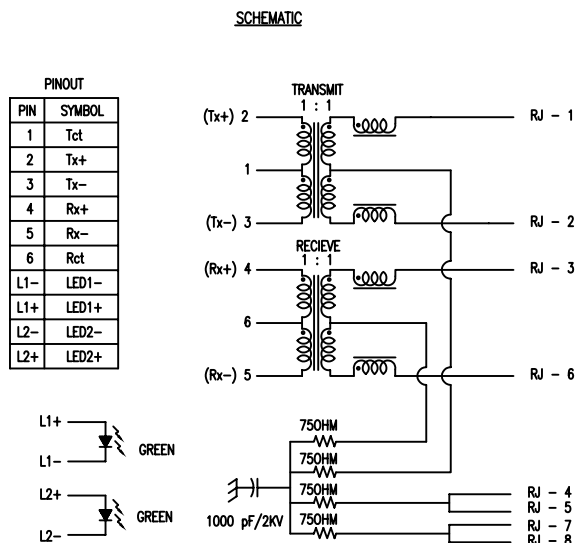 SCHEMATIC
PINOUT
PIN SYMBOL
1 Tct
2 Tx+
3 Tx-
4 Rx+
5 Rx-
6 Rct
L1- LED1-
L1+ LED1+
L2- LED2-
L2+ LED2+
TRANSMIT
1 : 1
(Tx+) 2
RJ - 1
1
(Tx-) 3
RJ - 2
RECIEVE
1 : 1
(Rx+) 4
RJ - 3
6
(Rx-) 5
RJ - 6
L1+
L1-
GREEN
L2+
L2-
GREEN
75OHM
75OHM
75OHM
75OHM
1000 pF/2KV
RJ - 4
RJ - 5
RJ - 7
RJ - 8